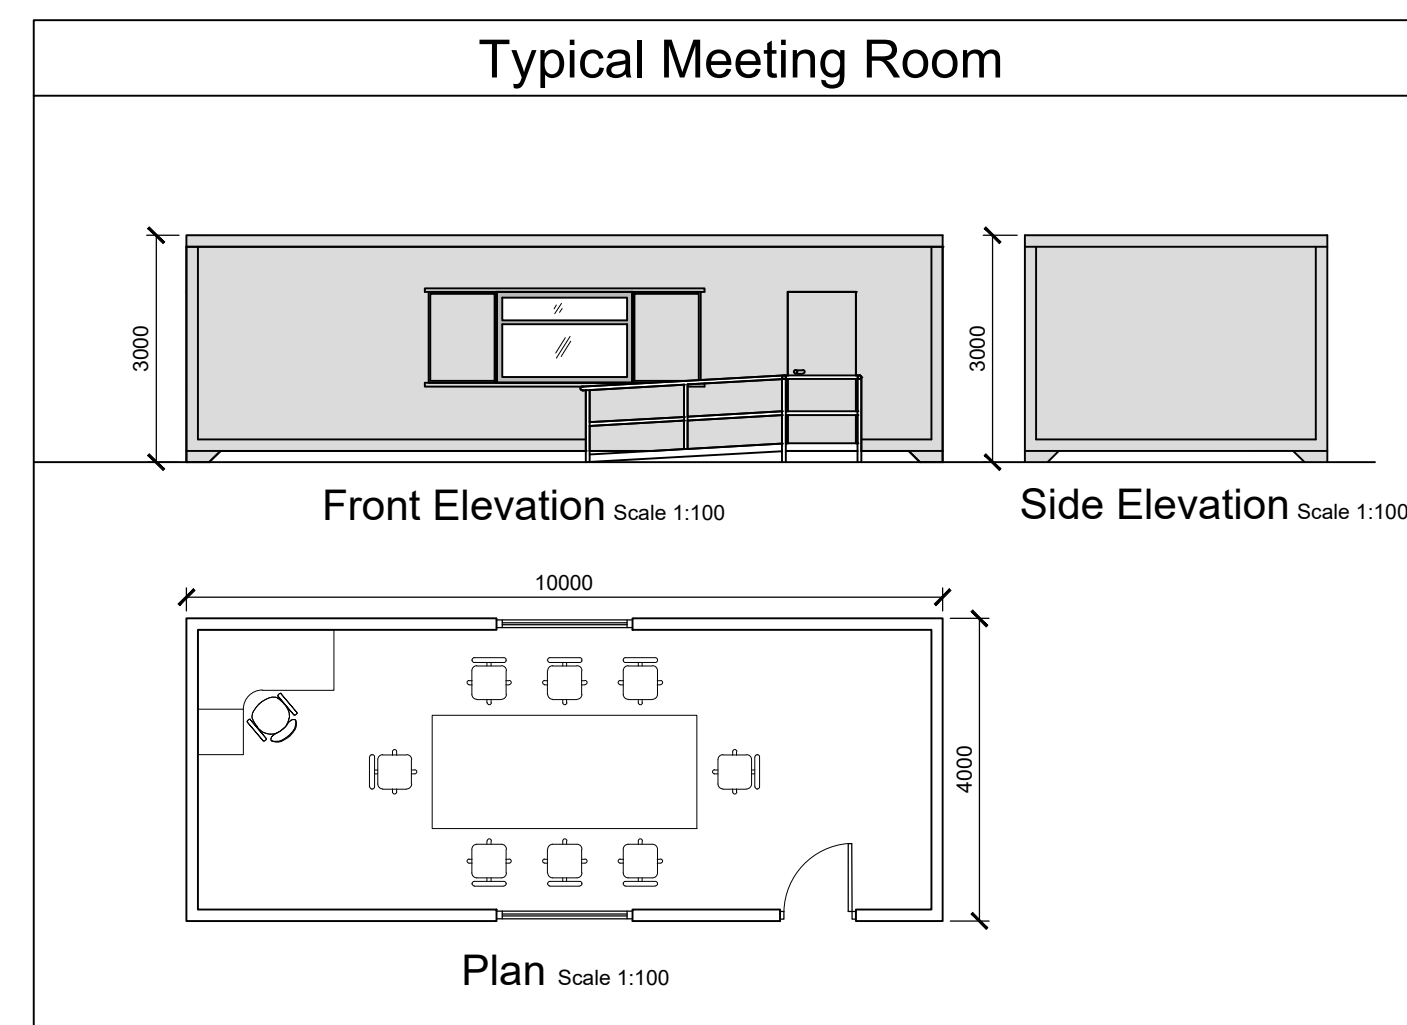 Typical Meeting Room
3000
3000
Front Elevation Scale 1:100
Side Elevation Scale 1:100
10000
4000
Plan Scale 1:100